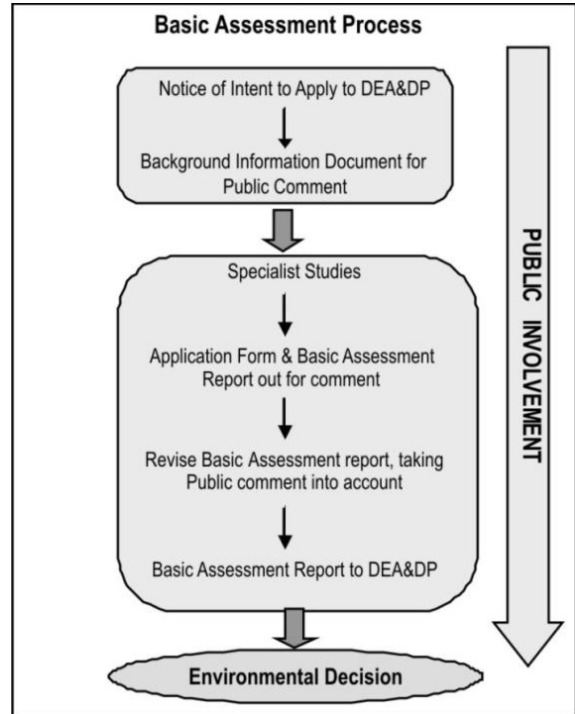 Basic Assessment Process
Notice of Intent to Apply to DEA&DP
Background Information Document for
Public Comment
Specialist Studies
Application Form & Basic Assessment
Report out for comment
Revise Basic Assessment report, taking
Public comment into account
Basic Assessment Report to DEA&DP
Environmental Decision
PUBLIC INVOLVEMENT